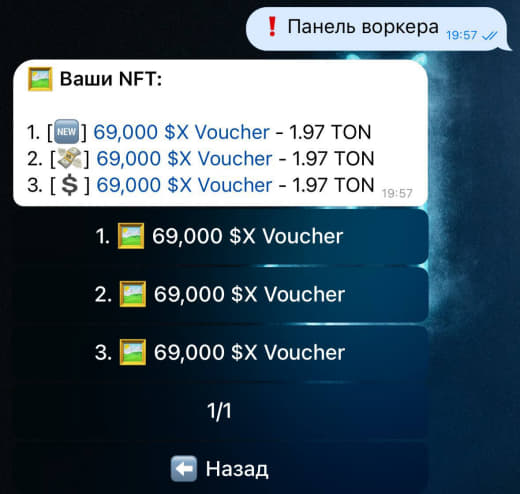 ❗ Панель воркера 19:57
🖼 Ваши NFT:
1. [🆕] 69,000 $X Voucher - 1.97 TON
2. [💸] 69,000 $X Voucher - 1.97 TON
3. [💲] 69,000 $X Voucher - 1.97 TON 19:57
1. 🖼 69,000 $X Voucher
2. 🖼 69,000 $X Voucher
3. 🖼 69,000 $X Voucher
1/1
⬅️ Назад